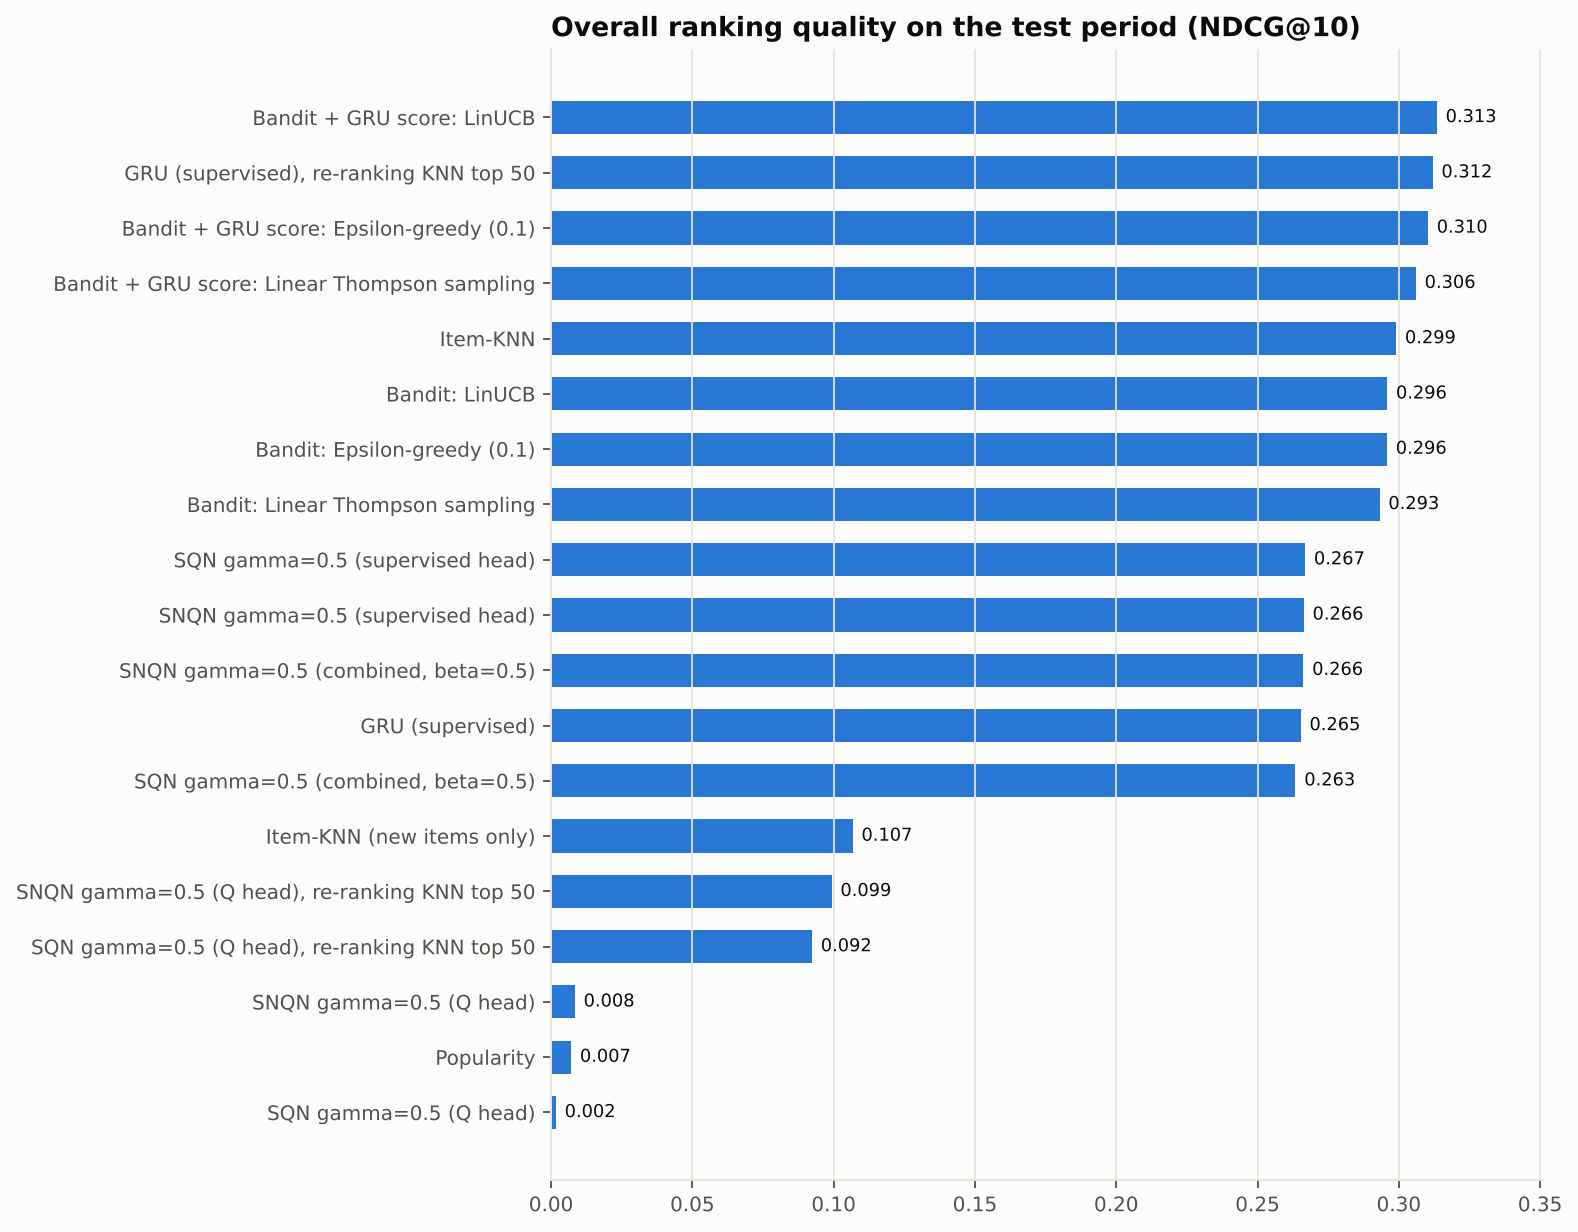 Overall ranking quality on the test period (NDCG@10)
Bandit + GRU score: LinUCB 0.313
GRU (supervised), re-ranking KNN top 50 0.312
Bandit + GRU score: Epsilon-greedy (0.1) 0.310
Bandit + GRU score: Linear Thompson sampling 0.306
Item-KNN 0.299
Bandit: LinUCB 0.296
Bandit: Epsilon-greedy (0.1) 0.296
Bandit: Linear Thompson sampling 0.293
SQN gamma=0.5 (supervised head) 0.267
SNQN gamma=0.5 (supervised head) 0.266
SNQN gamma=0.5 (combined, beta=0.5) 0.266
GRU (supervised) 0.265
SQN gamma=0.5 (combined, beta=0.5) 0.263
Item-KNN (new items only) 0.107
SNQN gamma=0.5 (Q head), re-ranking KNN top 50 0.099
SQN gamma=0.5 (Q head), re-ranking KNN top 50 0.092
SNQN gamma=0.5 (Q head) 0.008
Popularity 0.007
SQN gamma=0.5 (Q head) 0.002
0.00 0.05 0.10 0.15 0.20 0.25 0.30 0.35